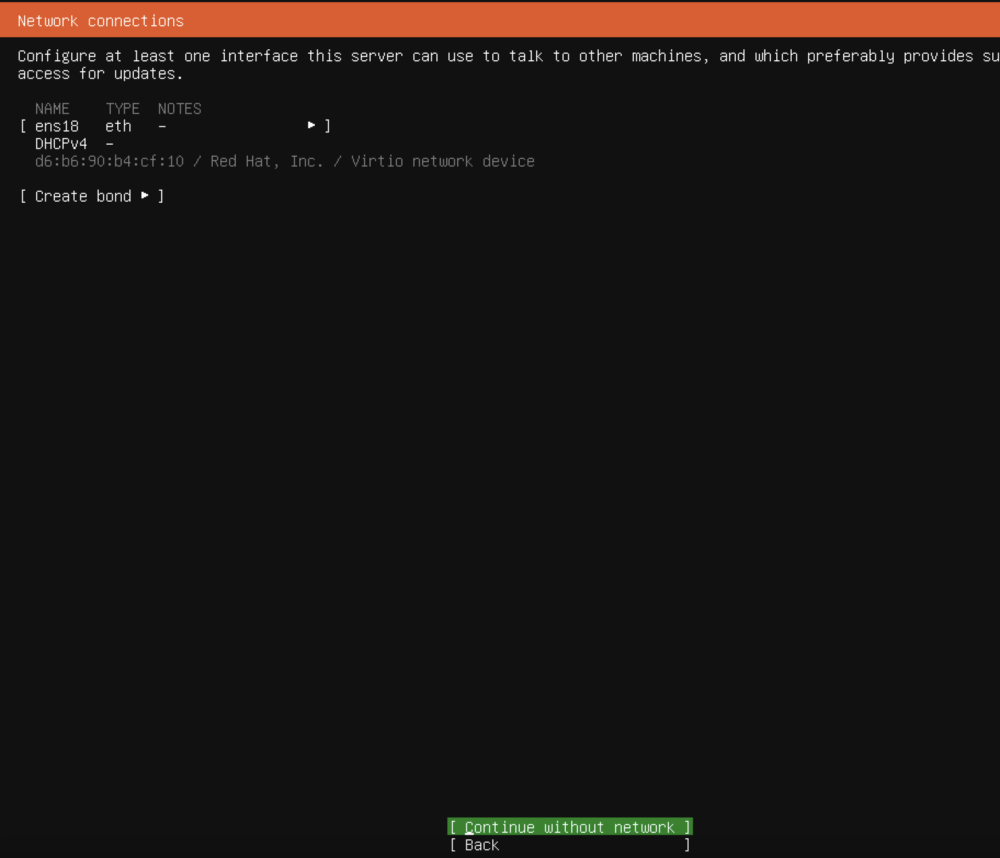 Network connections
Configure at least one interface this server can use to talk to other machines, and which preferably provides su
access for updates.
NAME TYPE NOTES
[ ens18 eth - ▸ ]
DHCPv4 -
d6:b6:90:b4:cf:10 / Red Hat, Inc. / Virtio network device
[ Create bond ▸ ]
[ Continue without network ]
[ Back ]